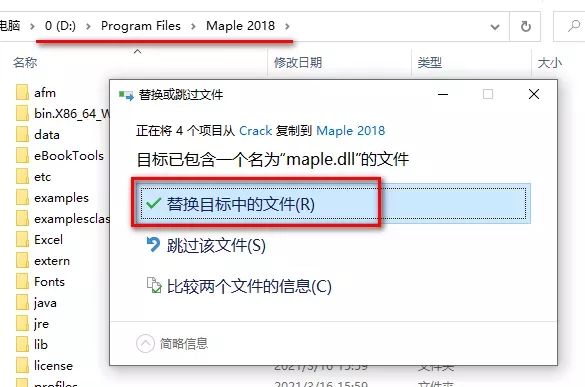 电脑 > 0 (D:) > Program Files > Maple 2018 >
名称 修改日期 类型 大小
afm
bin.X86_64_W
data
eBookTools
etc
examples
examplesclas
Excel
extern
Fonts
java
jre
lib
license
profiles
替换或跳过文件
正在将 4 个项目从 Crack 复制到 Maple 2018
目标已包含一个名为“maple.dll”的文件
替换目标中的文件(R)
跳过该文件(S)
比较两个文件的信息(C)
简略信息
2021/3/16 15:59 文件夹
2021/3/16 15:59 文件夹